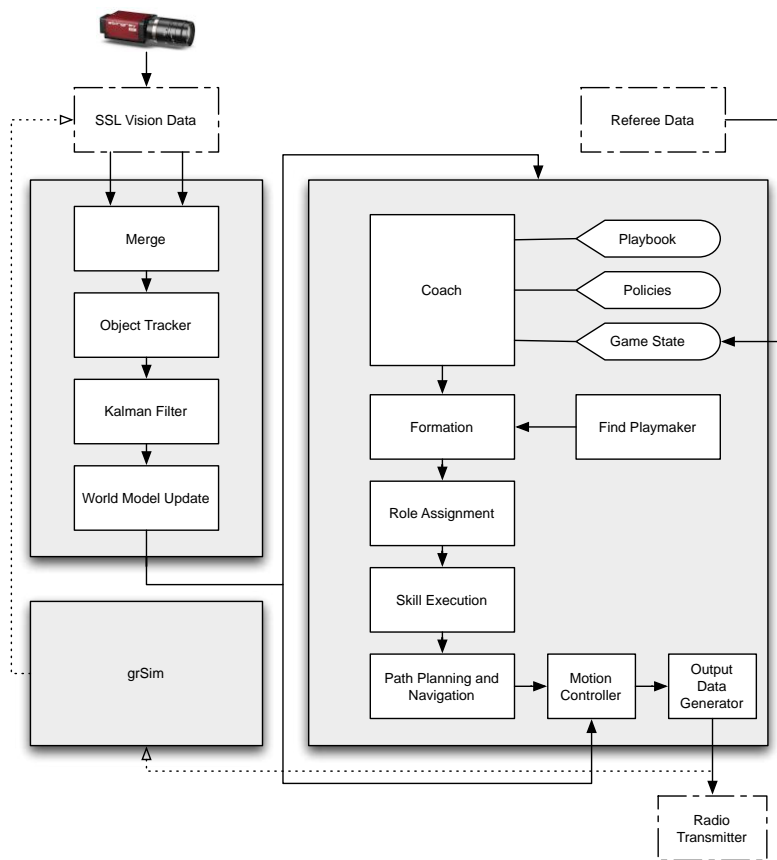 SSL Vision Data
Referee Data
Merge
Object Tracker
Kalman Filter
World Model Update
grSim
Coach
Playbook
Policies
Game State
Formation
Find Playmaker
Role Assignment
Skill Execution
Path Planning and
Navigation
Motion
Controller
Output
Data
Generator
Radio
Transmitter